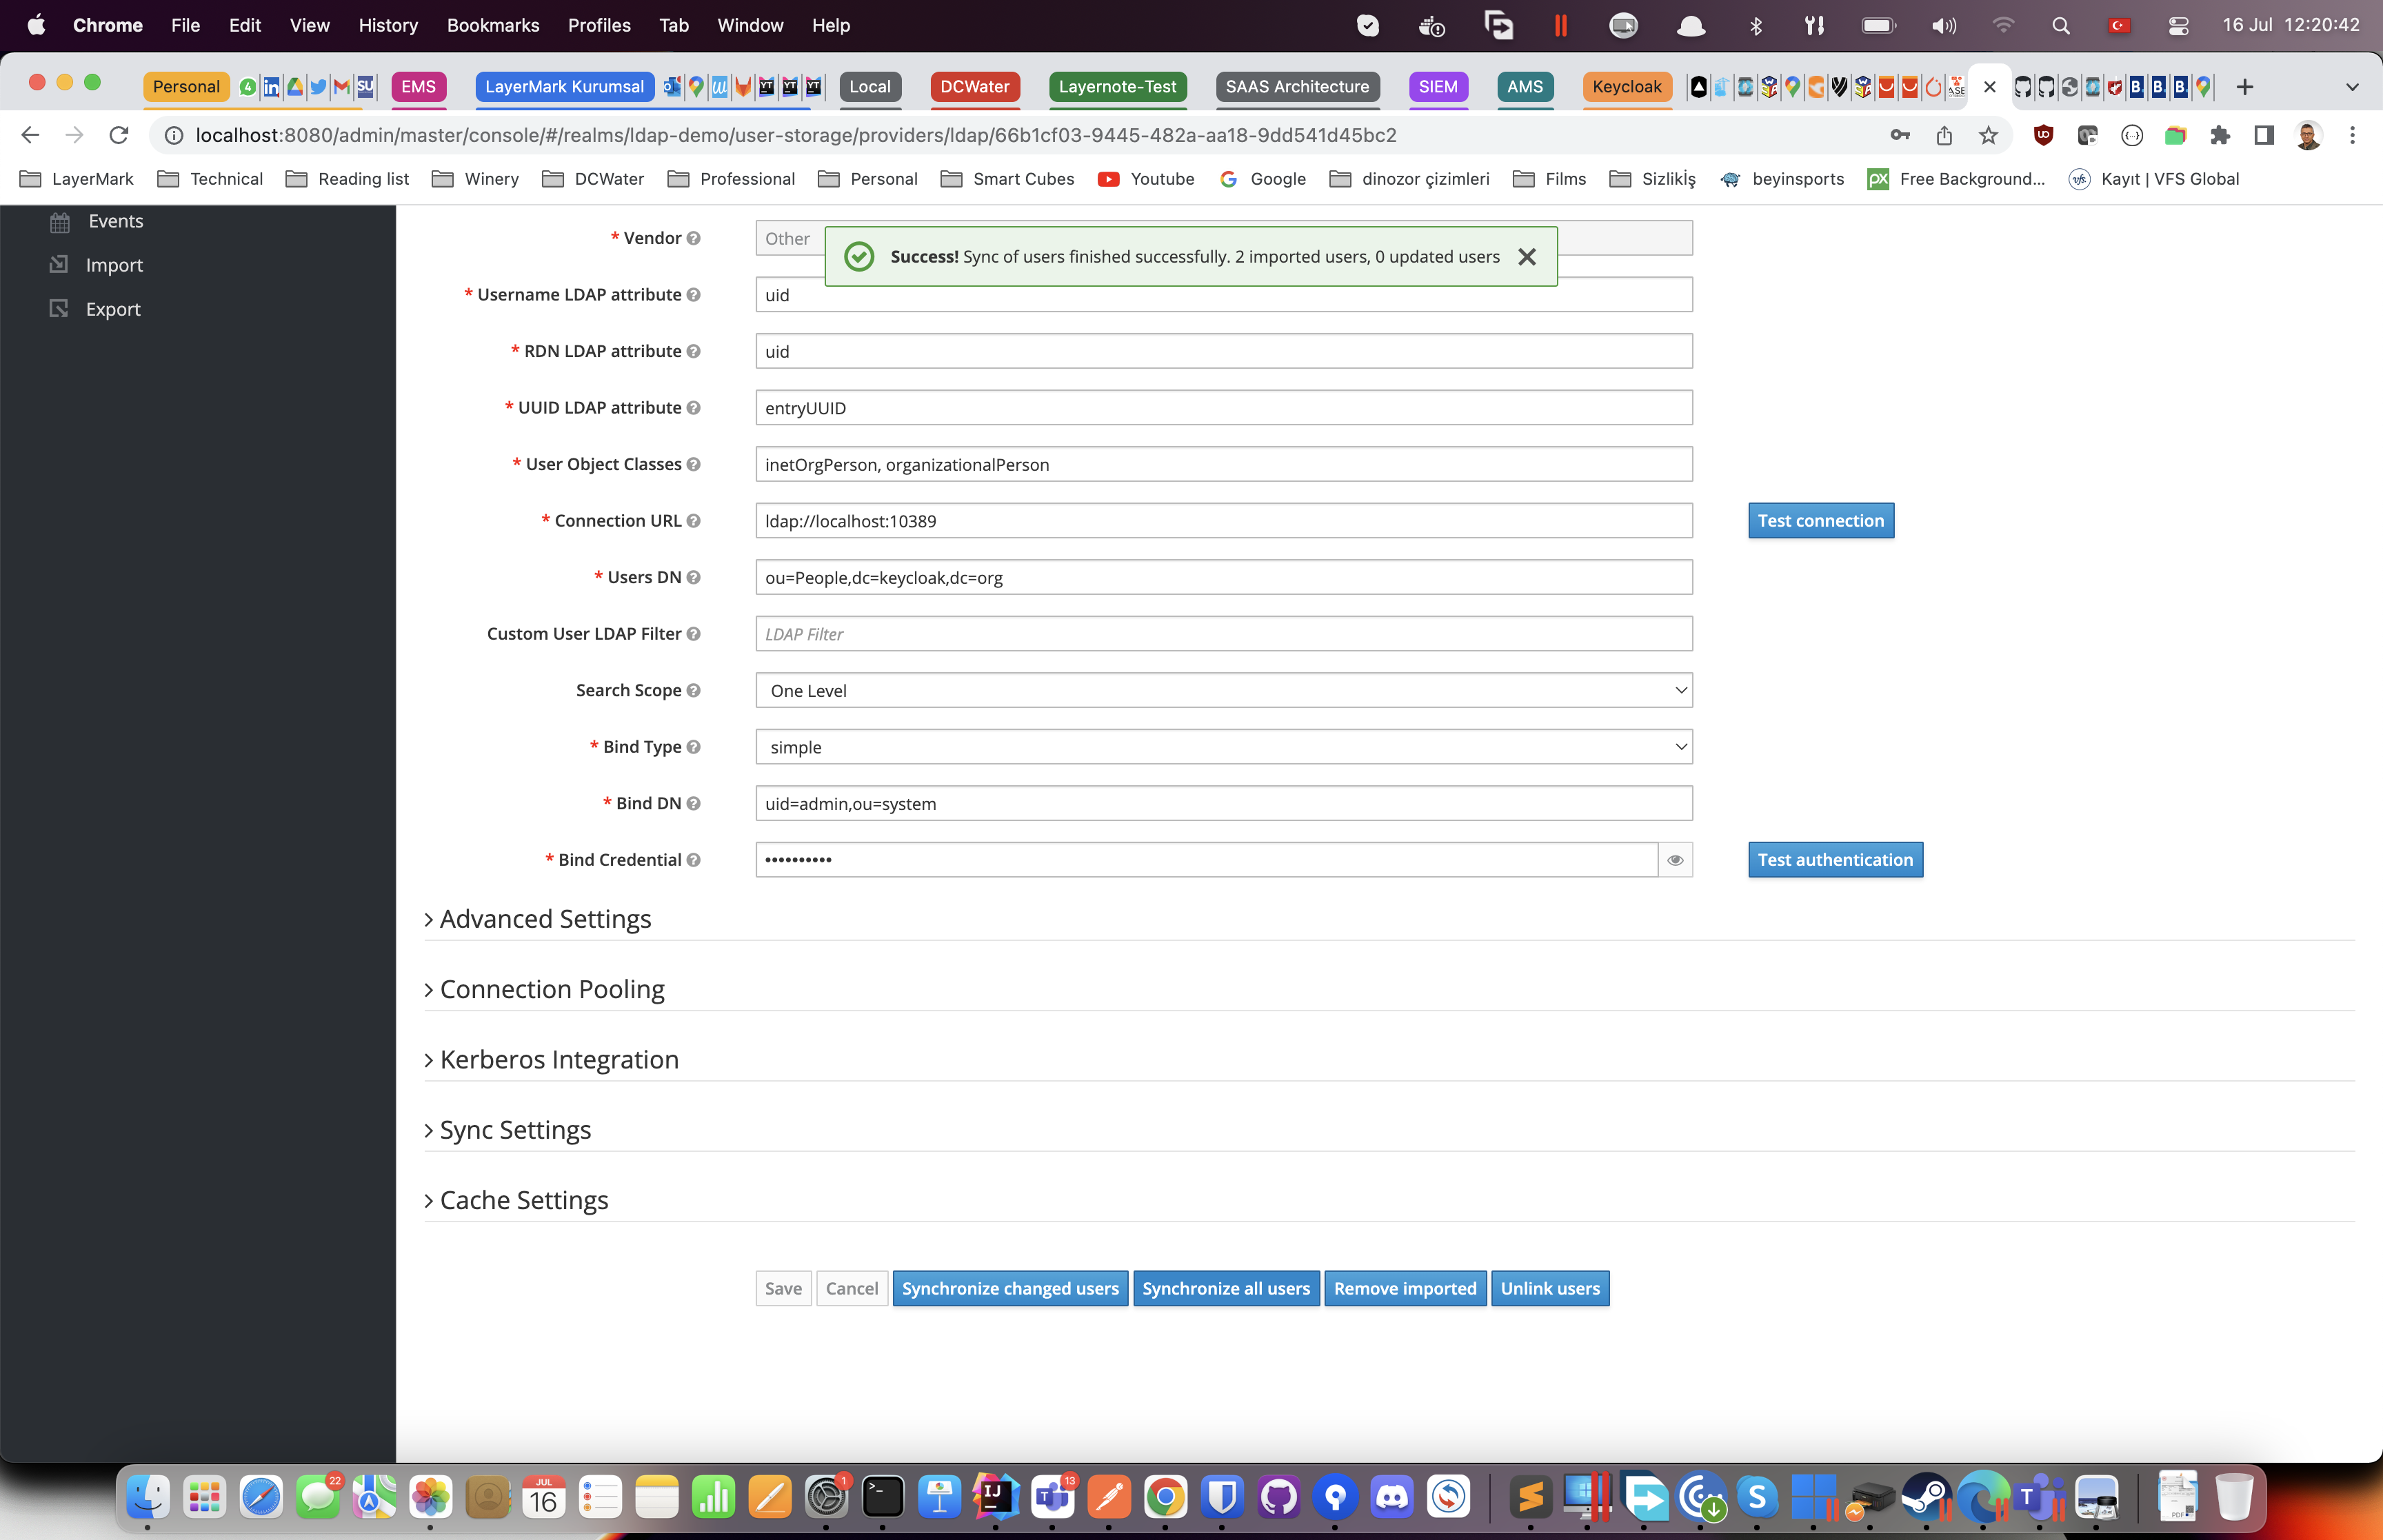 Chrome File Edit View History Bookmarks Profiles Tab Window Help 16 Jul 12:20:42
Personal EMS LayerMark Kurumsal Local DCWater Layernote-Test SAAS Architecture SIEM AMS Keycloak
localhost:8080/admin/master/console/#/realms/ldap-demo/user-storage/providers/ldap/66b1cf03-9445-482a-aa18-9dd541d45bc2
LayerMark Technical Reading list Winery DCWater Professional Personal Smart Cubes Youtube Google dinozor çizimleri Films Sizlikİş beyinsports Free Background... Kayıt | VFS Global
Events
Import
Export
* Vendor Other
Success! Sync of users finished successfully. 2 imported users, 0 updated users
* Username LDAP attribute uid
* RDN LDAP attribute uid
* UUID LDAP attribute entryUUID
* User Object Classes inetOrgPerson, organizationalPerson
* Connection URL ldap://localhost:10389 Test connection
* Users DN ou=People,dc=keycloak,dc=org
Custom User LDAP Filter LDAP Filter
Search Scope One Level
* Bind Type simple
* Bind DN uid=admin,ou=system
* Bind Credential •••••••••• Test authentication
Advanced Settings
Connection Pooling
Kerberos Integration
Sync Settings
Cache Settings
Save Cancel Synchronize changed users Synchronize all users Remove imported Unlink users
22 JUL 16 1 13